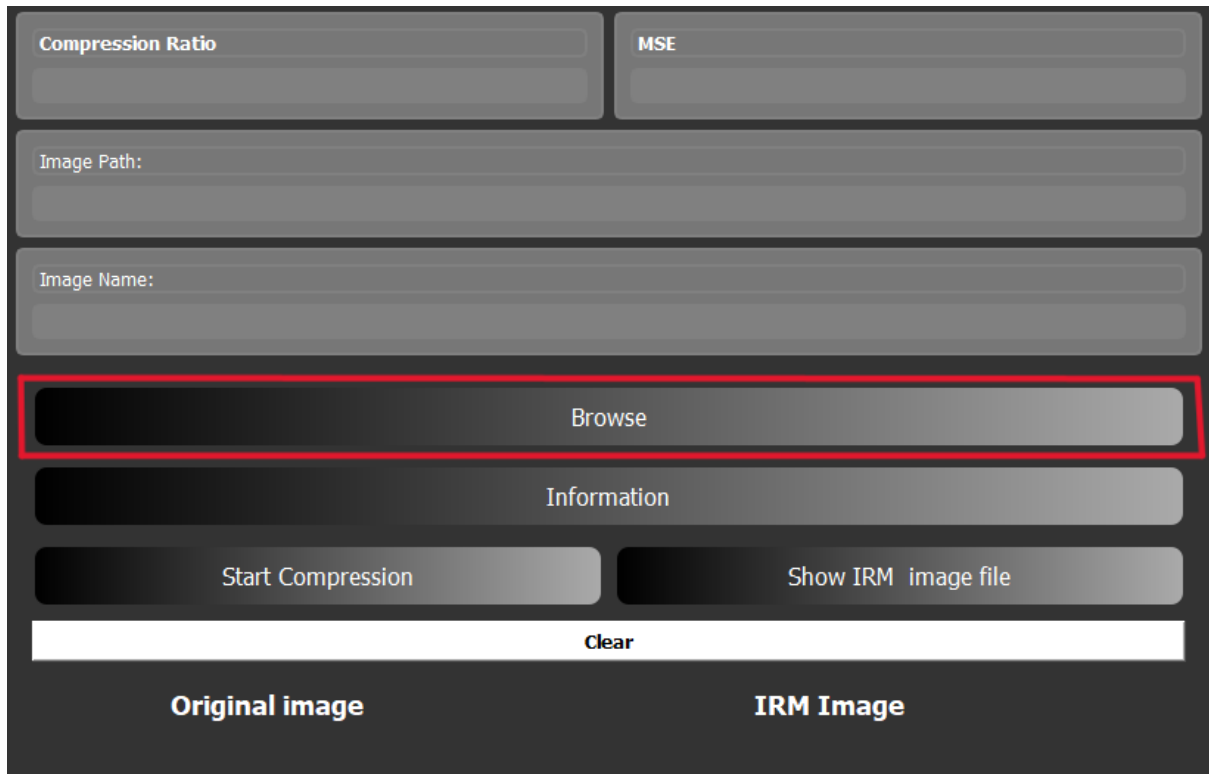 Compression Ratio
MSE
Image Path:
Image Name:
Browse
Information
Start Compression
Show IRM  image file
Clear
Original image
IRM Image